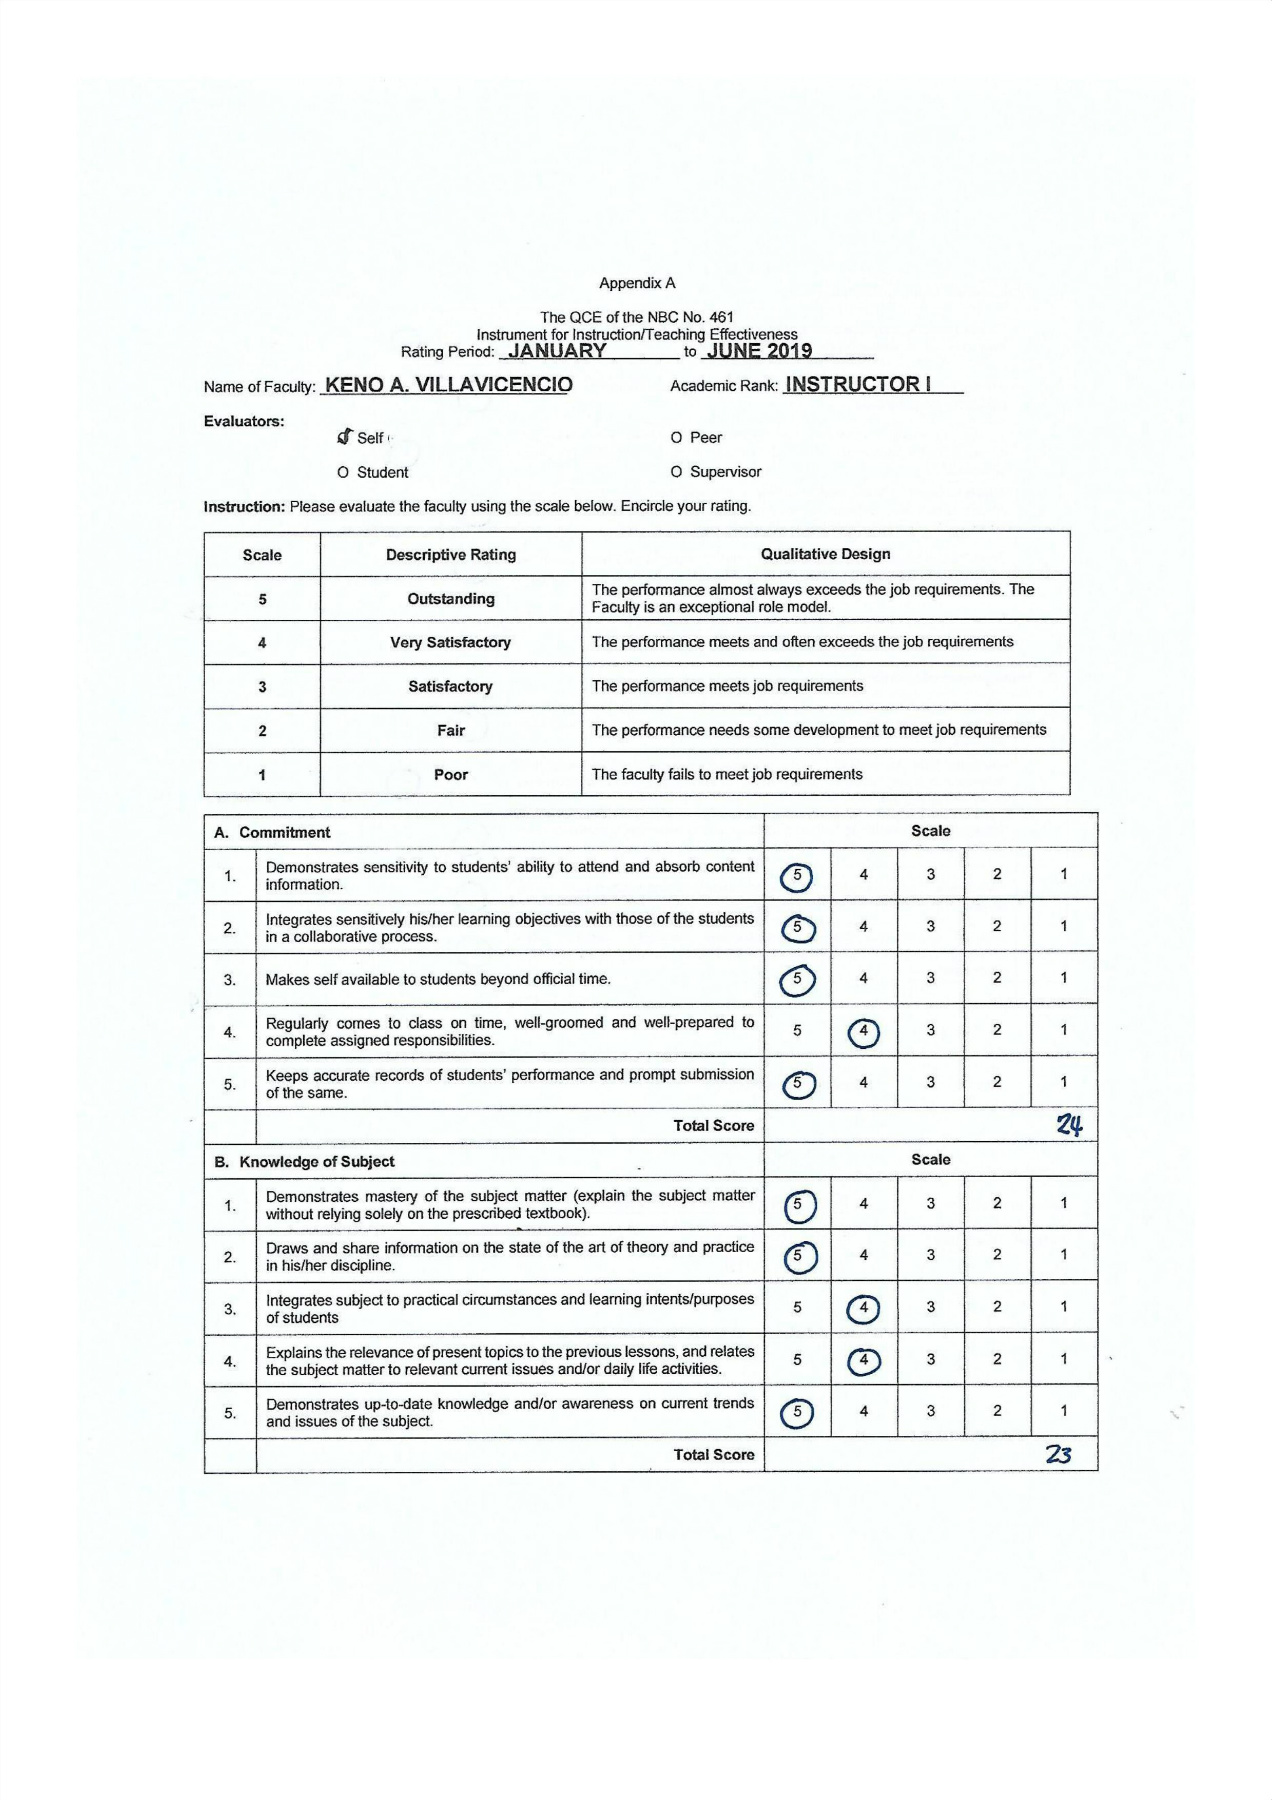 Appendix A
The QCE of the NBC No. 461
Instrument for Instruction/Teaching Effectiveness
Rating Period: JANUARY to JUNE 2019
Name of Faculty: KENO A. VILLAVICENCIO Academic Rank: INSTRUCTOR I
Evaluators:
Self O Peer
O Student O Supervisor
Instruction: Please evaluate the faculty using the scale below. Encircle your rating.
Scale Descriptive Rating Qualitative Design
5 Outstanding The performance almost always exceeds the job requirements. The
Faculty is an exceptional role model.
4 Very Satisfactory The performance meets and often exceeds the job requirements
3 Satisfactory The performance meets job requirements
2 Fair The performance needs some development to meet job requirements
1 Poor The faculty fails to meet job requirements
A. Commitment Scale
1. Demonstrates sensitivity to students' ability to attend and absorb content
information. 5 4 3 2 1
2. Integrates sensitively his/her learning objectives with those of the students
in a collaborative process. 5 4 3 2 1
3. Makes self available to students beyond official time. 5 4 3 2 1
4. Regularly comes to class on time, well-groomed and well-prepared to
complete assigned responsibilities. 5 4 3 2 1
5. Keeps accurate records of students' performance and prompt submission
of the same. 5 4 3 2 1
Total Score 24
B. Knowledge of Subject Scale
1. Demonstrates mastery of the subject matter (explain the subject matter
without relying solely on the prescribed textbook). 5 4 3 2 1
2. Draws and share information on the state of the art of theory and practice
in his/her discipline. 5 4 3 2 1
3. Integrates subject to practical circumstances and learning intents/purposes
of students 5 4 3 2 1
4. Explains the relevance of present topics to the previous lessons, and relates
the subject matter to relevant current issues and/or daily life activities. 5 4 3 2 1
5. Demonstrates up-to-date knowledge and/or awareness on current trends
and issues of the subject. 5 4 3 2 1
Total Score 23